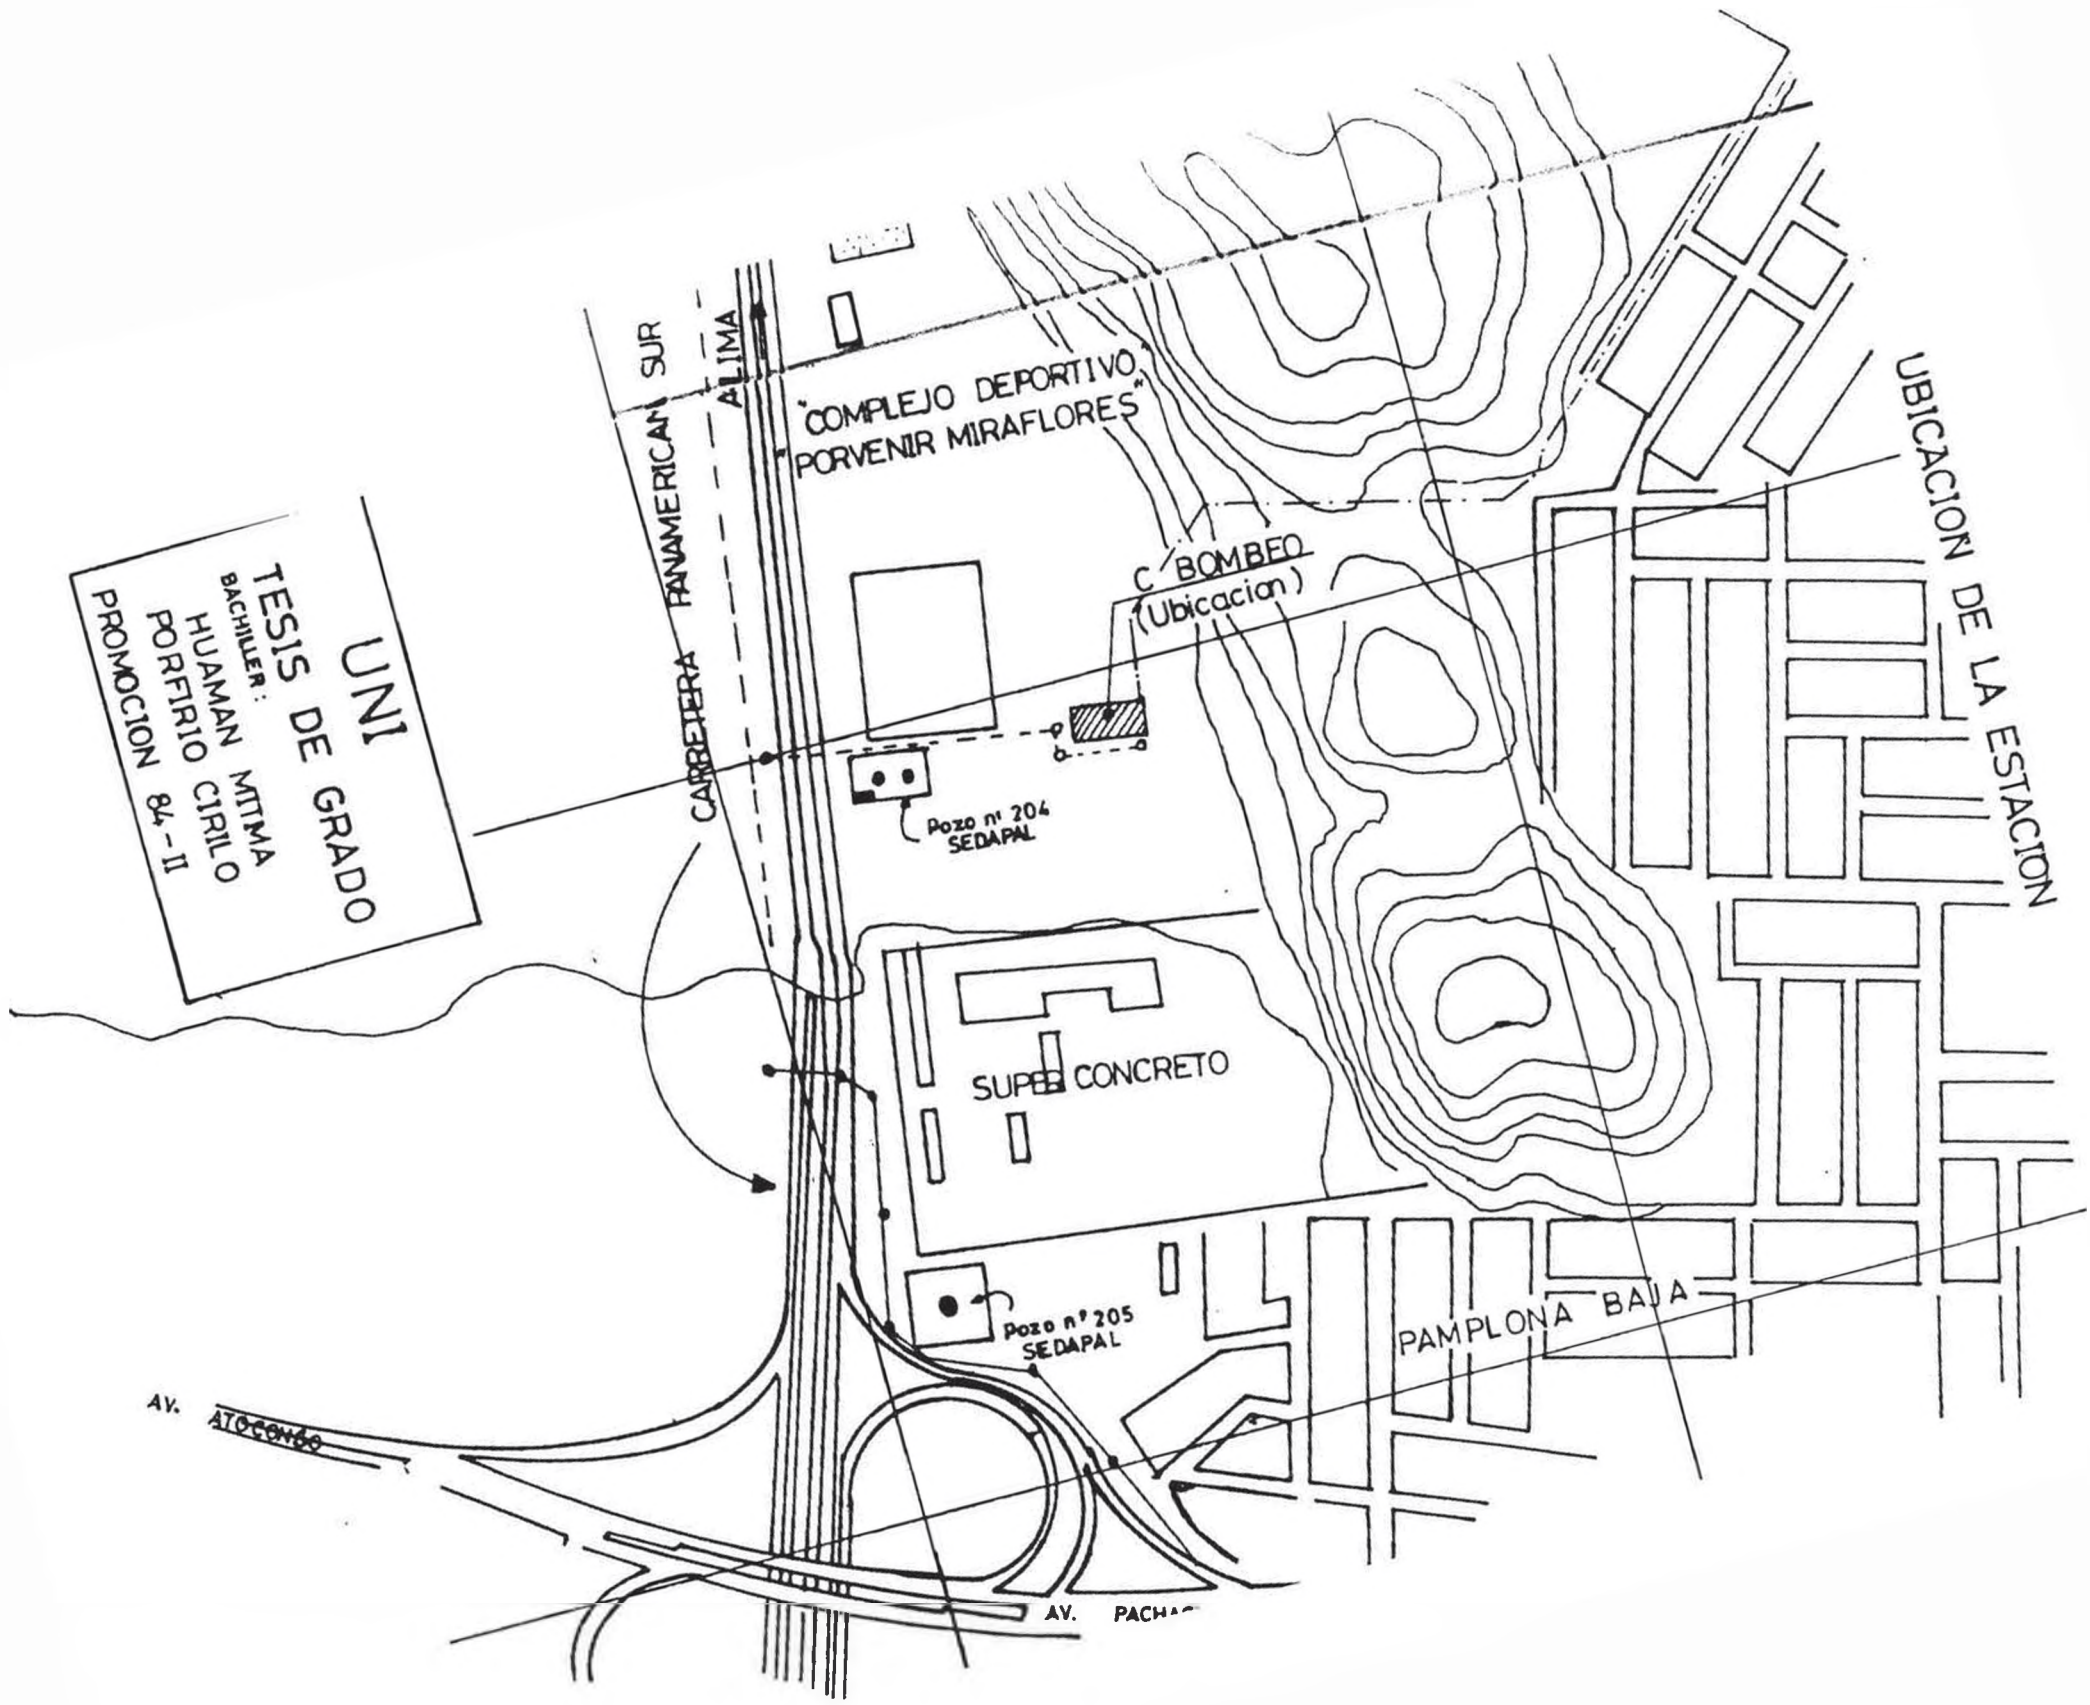 CARRETERA PANAMERICANA SUR
A LIMA
"COMPLEJO DEPORTIVO"
"PORVENIR MIRAFLORES"
C BOMBEO
(Ubicacion)
UBICACION DE LA ESTACION
UNI
TESIS DE GRADO
BACHILLER:
HUAMAN MITMA
PORFIRIO CIRILO
PROMOCION 84-II
Pozo nº 204
SEDAPAL
SUPER CONCRETO
Pozo nº 205
SEDAPAL
PAMPLONA BAJA
AV. ATOCONGO
AV.